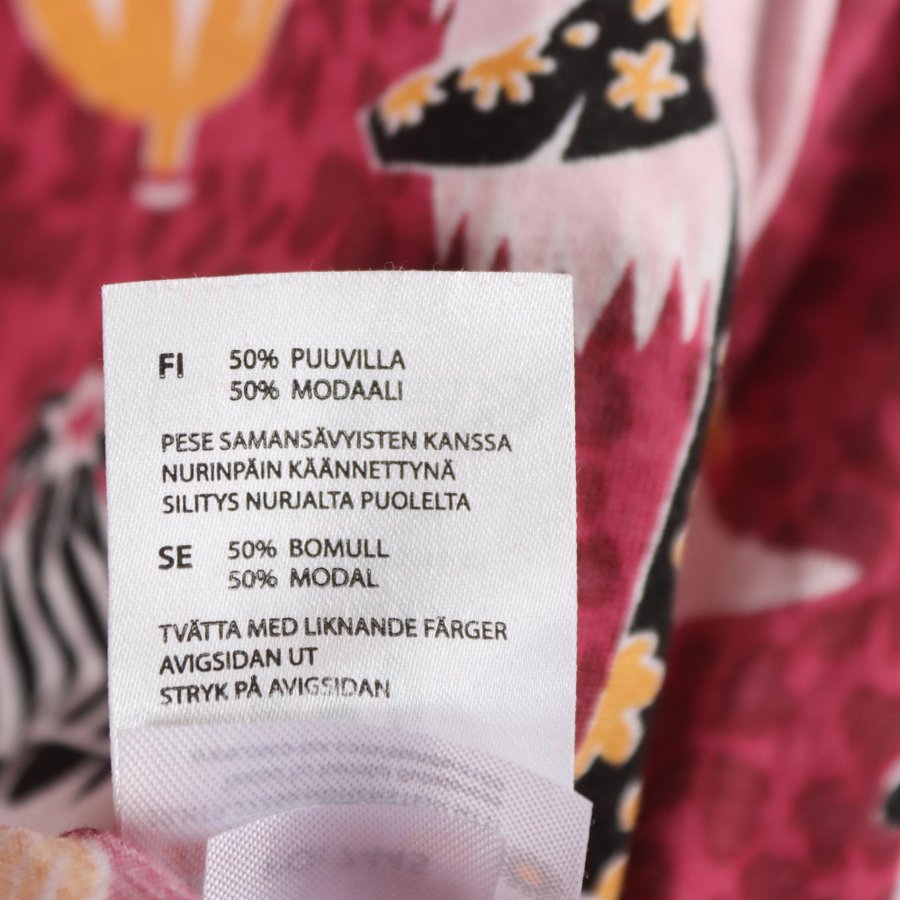 FI 50% PUUVILLA
50% MODAALI
PESE SAMANSÄVYISTEN KANSSA
NURINPÄIN KÄÄNNETTYNÄ
SILITYS NURJALTA PUOLELTA
SE 50% BOMULL
50% MODAL
TVÄTTA MED LIKNANDE FÄRGER
AVIGSIDAN UT
STRYK PÅ AVIGSIDAN